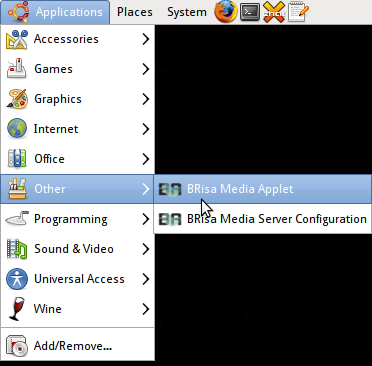 Applications Places System
Accessories
Games
Graphics
Internet
Office
Other
BRisa Media Applet
Programming
BRisa Media Server Configuration
Sound & Video
Universal Access
Wine
Add/Remove...